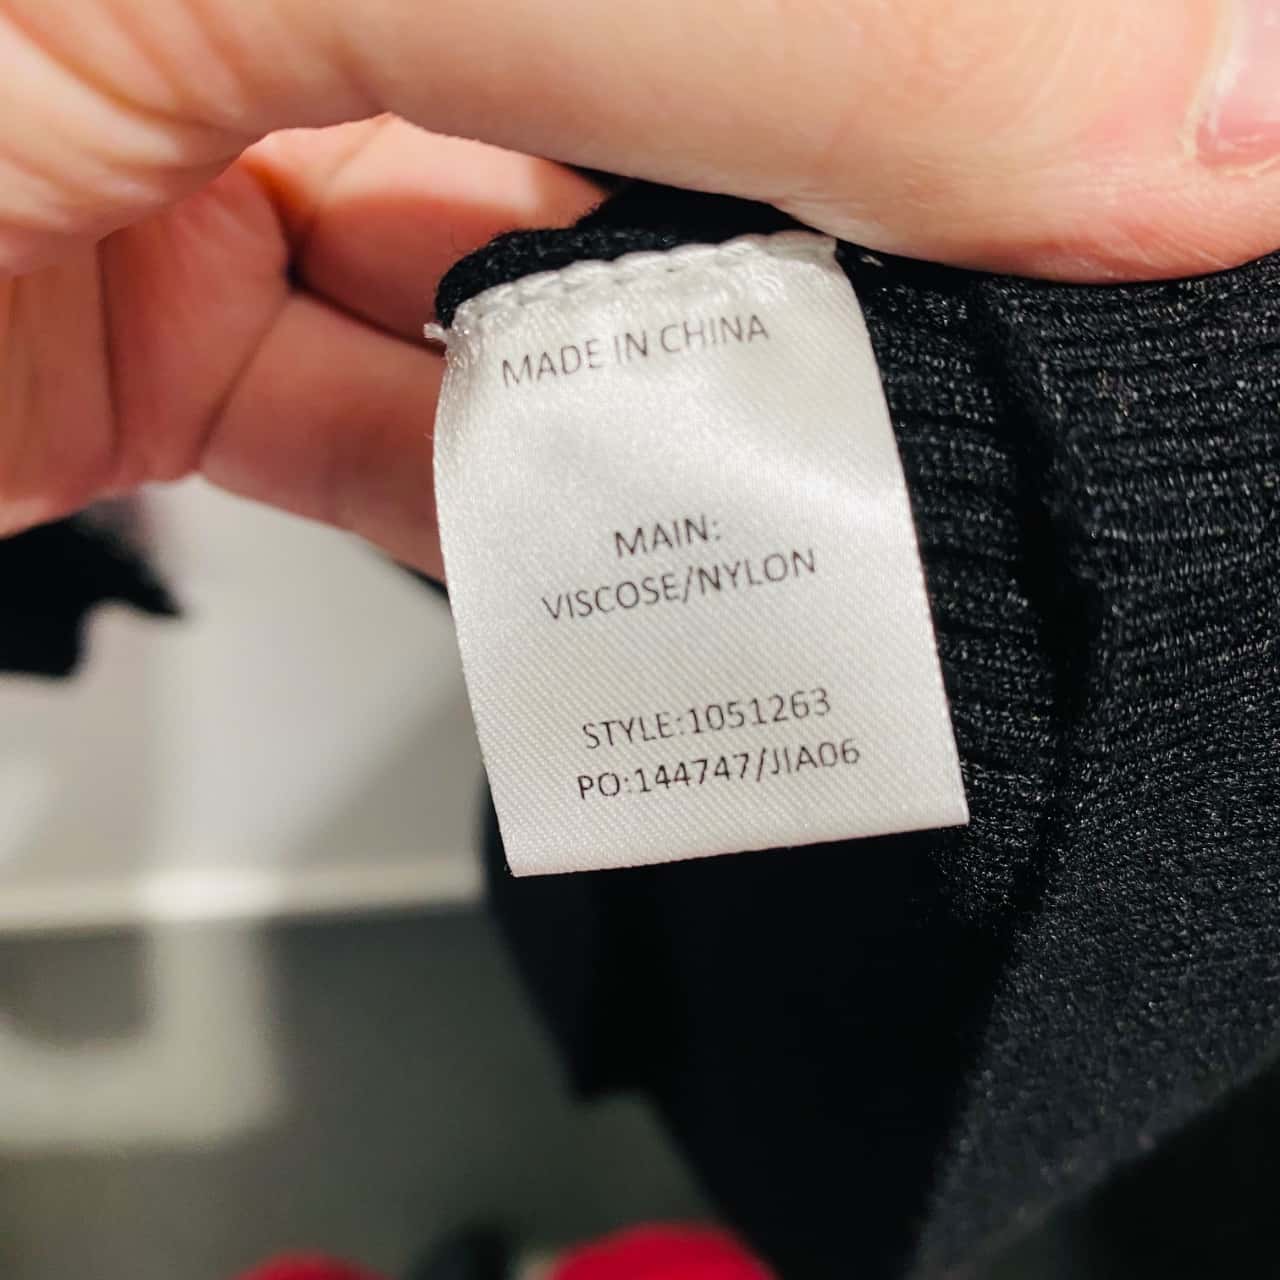 MADE IN CHINA
MAIN:
VISCOSE/NYLON
STYLE:1051263
PO:144747/JIA06